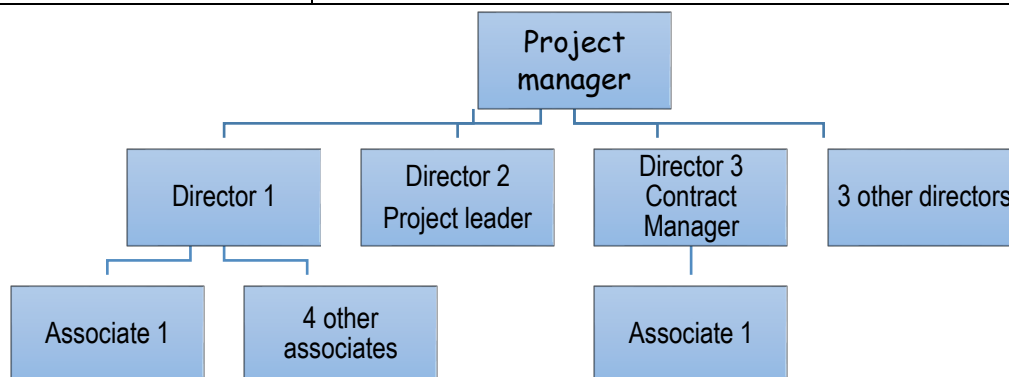 Project
manager
Director 1
Director 2
Project leader
Director 3
Contract
Manager
3 other directors
Associate 1
4 other
associates
Associate 1